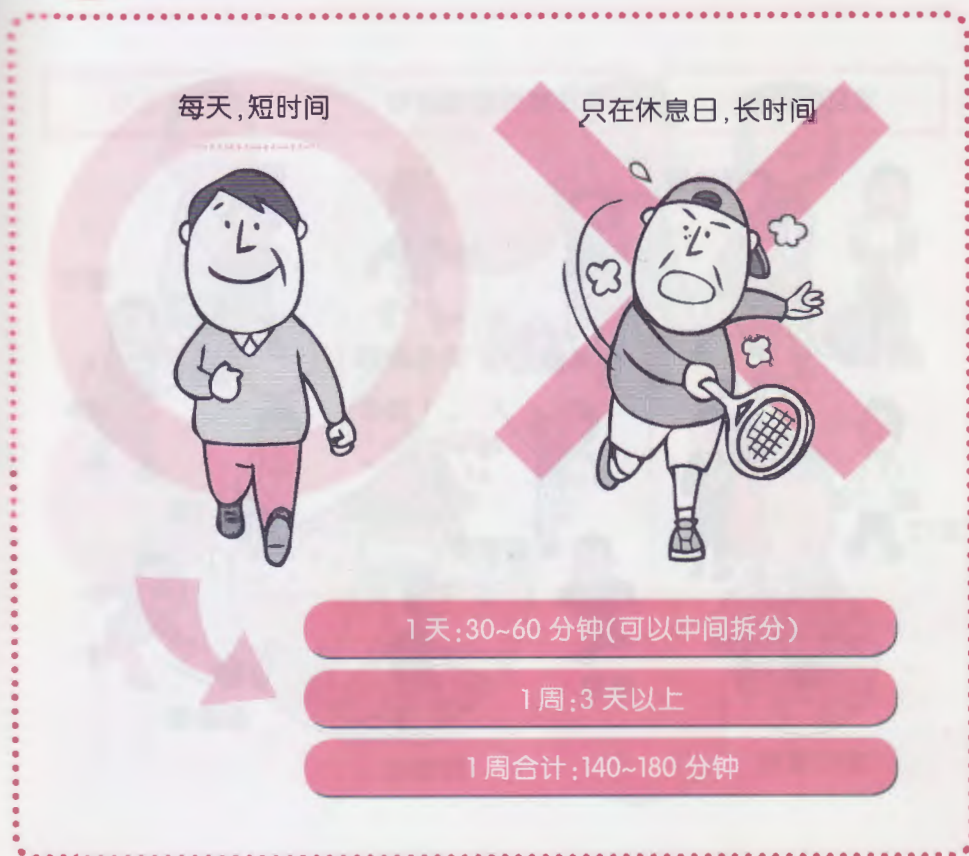 每天,短时间
只在休息日,长时间
1天:30~60 分钟(可以中间拆分)
1周:3 天以上
1周合计:140~180 分钟